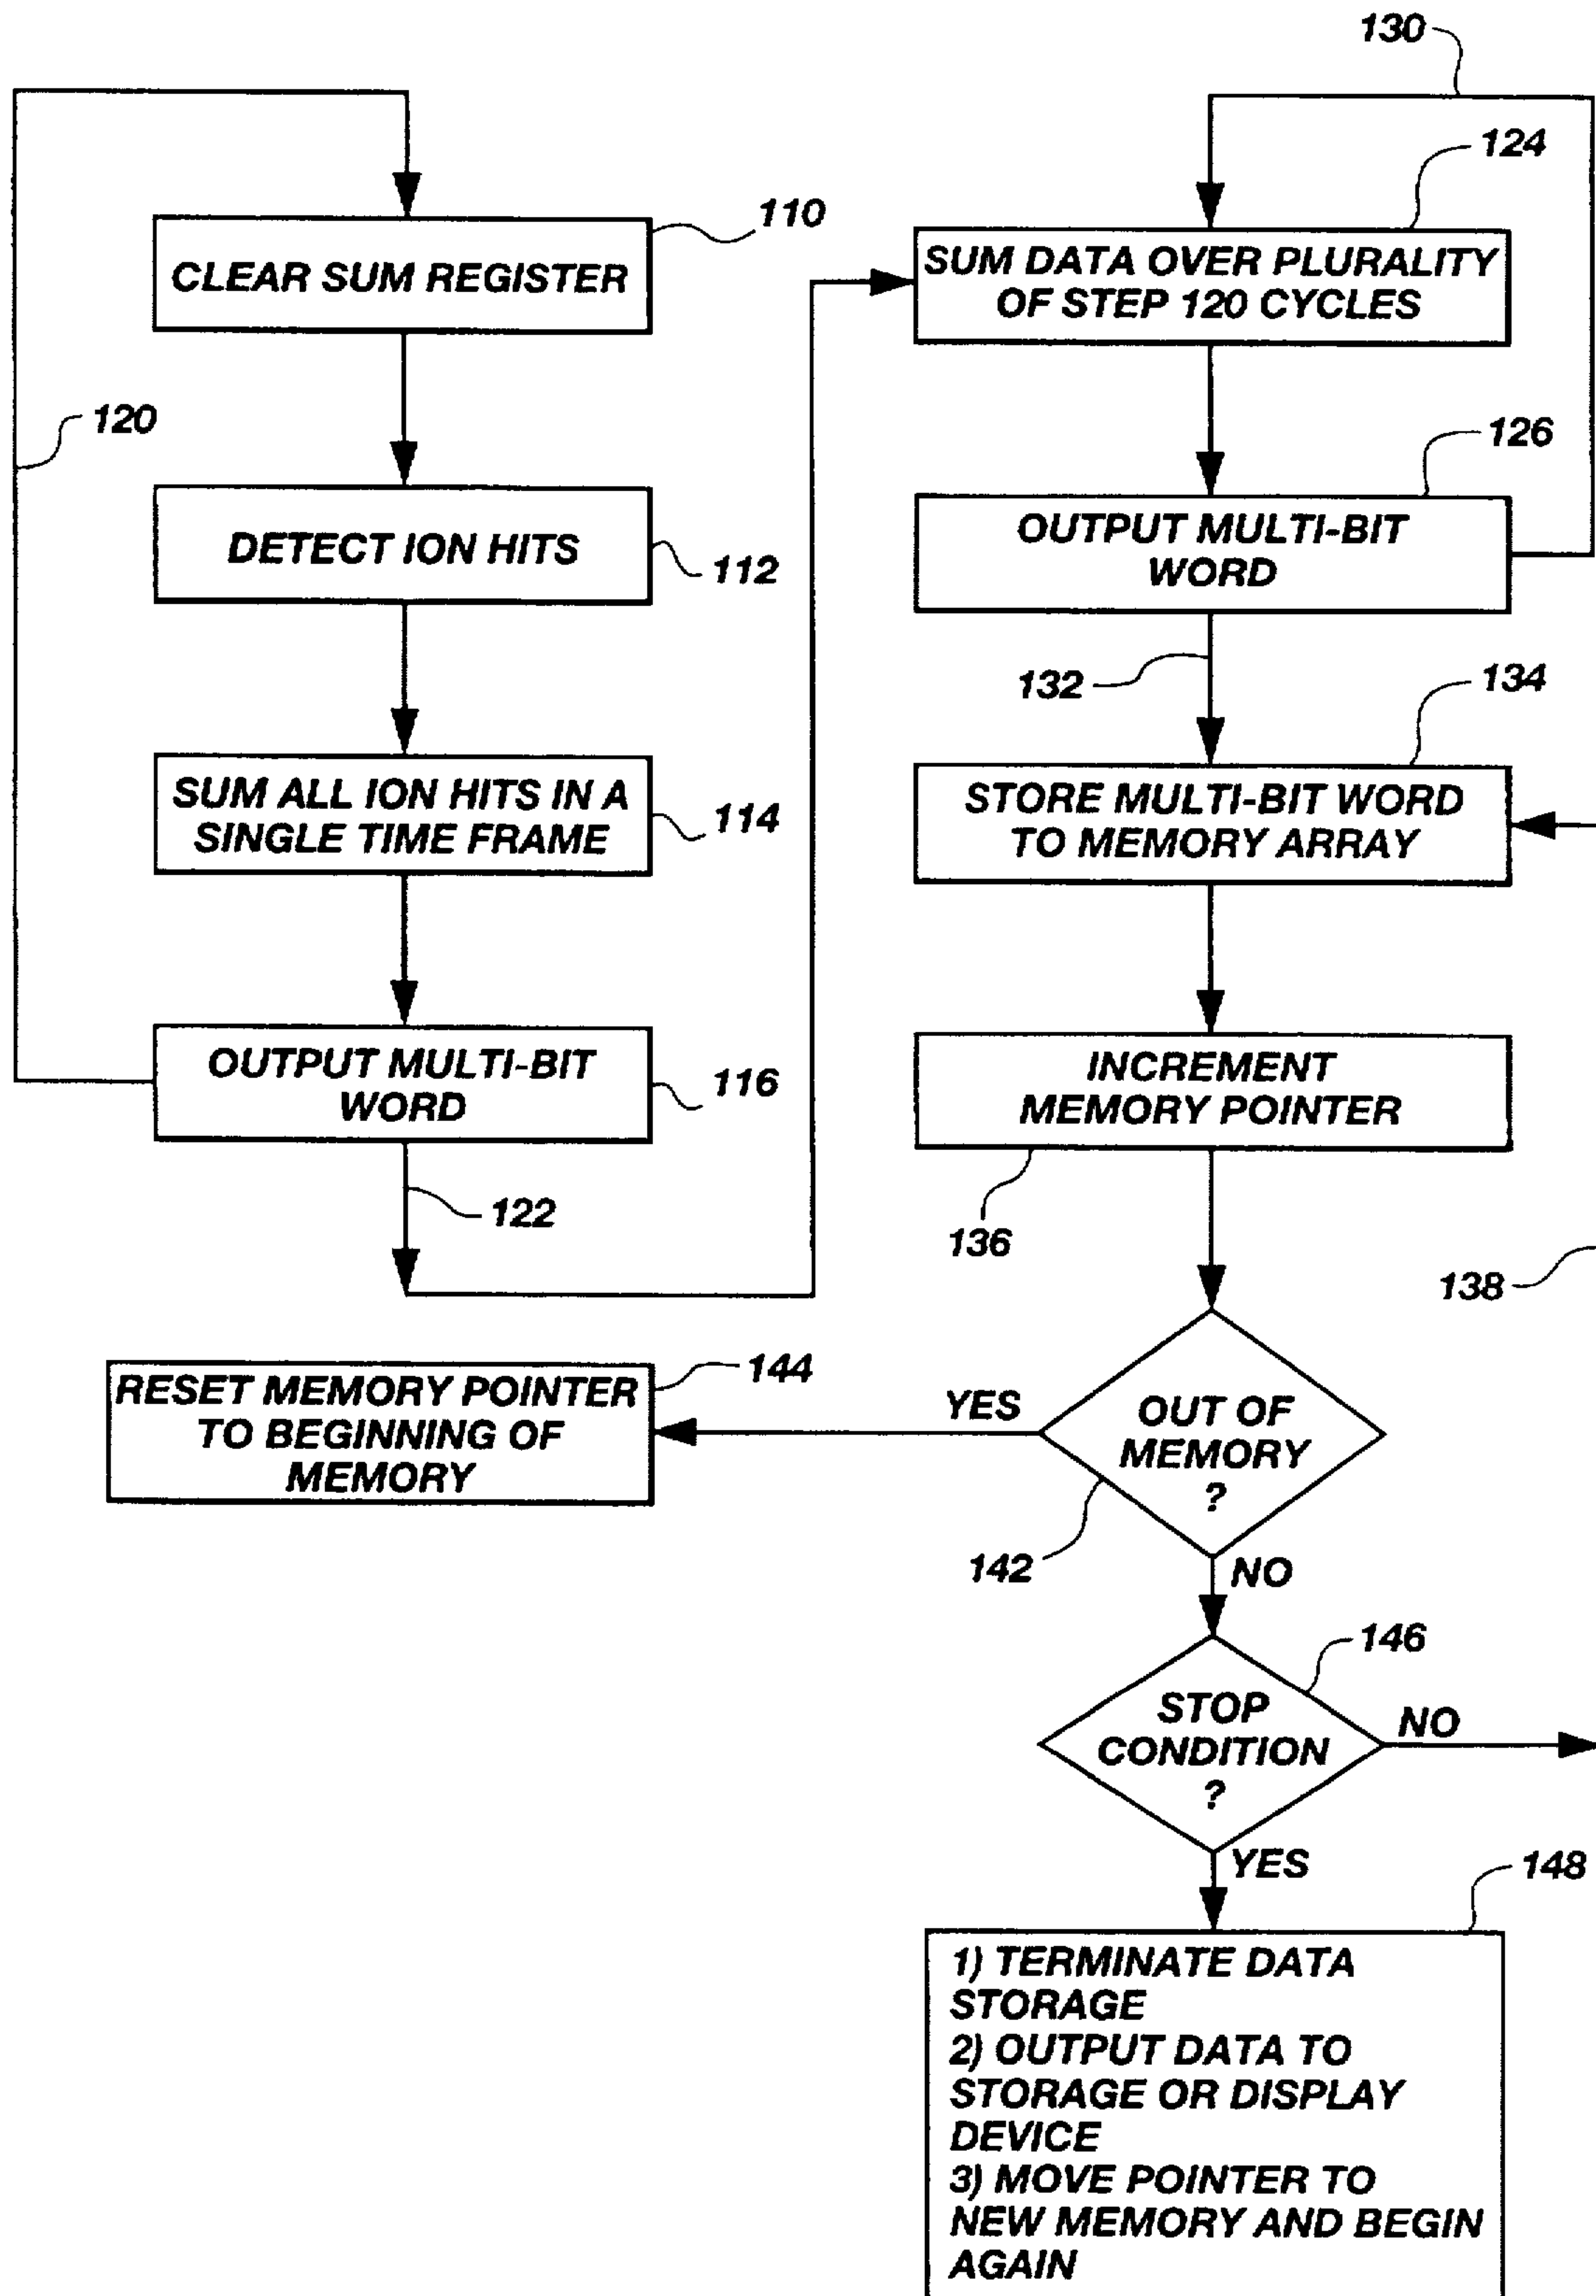 130
124
110
CLEAR SUM REGISTER
SUM DATA OVER PLURALITY
OF STEP 120 CYCLES
120
126
DETECT ION HITS
112
OUTPUT MULTI-BIT
WORD
132
134
SUM ALL ION HITS IN A
SINGLE TIME FRAME
114
STORE MULTI-BIT WORD
TO MEMORY ARRAY
OUTPUT MULTI-BIT
WORD
116
INCREMENT
MEMORY POINTER
122
136
138
144
RESET MEMORY POINTER
TO BEGINNING OF
MEMORY
YES
OUT OF
MEMORY
?
142
NO
146
STOP
CONDITION
?
NO
YES
148
1) TERMINATE DATA
STORAGE
2) OUTPUT DATA TO
STORAGE OR DISPLAY
DEVICE
3) MOVE POINTER TO
NEW MEMORY AND BEGIN
AGAIN